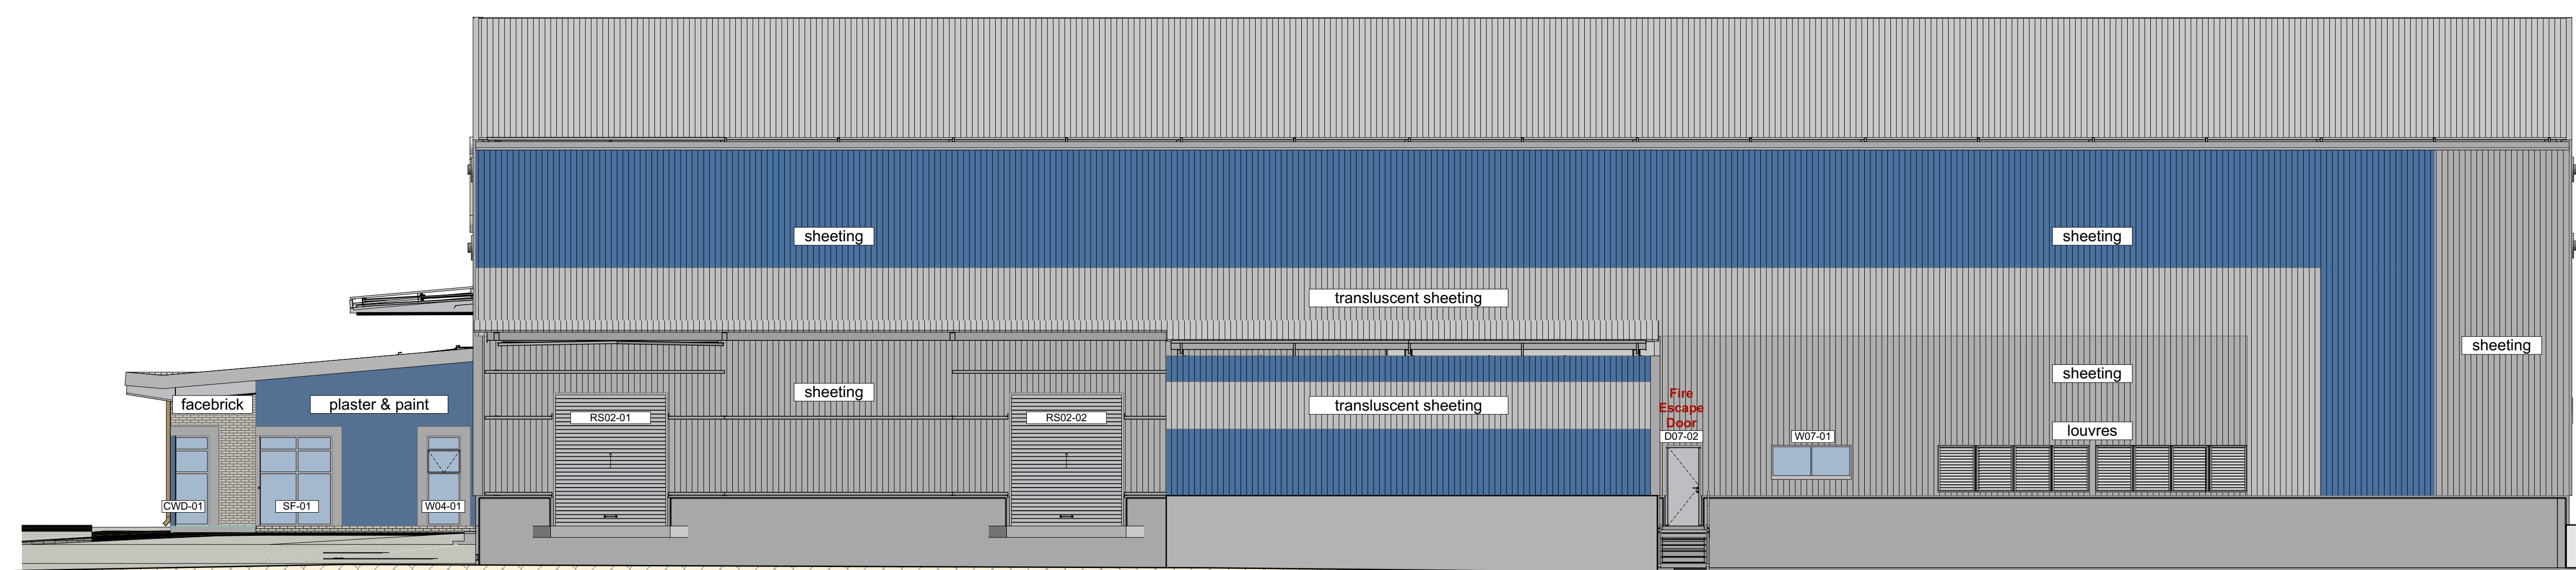 sheeting
sheeting
transluscent sheeting
sheeting
sheeting
sheeting
transluscent sheeting
facebrick
plaster & paint
RS02-01
RS02-02
Fire
Escape
Door
D07-02
W07-01
louvres
CWD-01
SF-01
W04-01